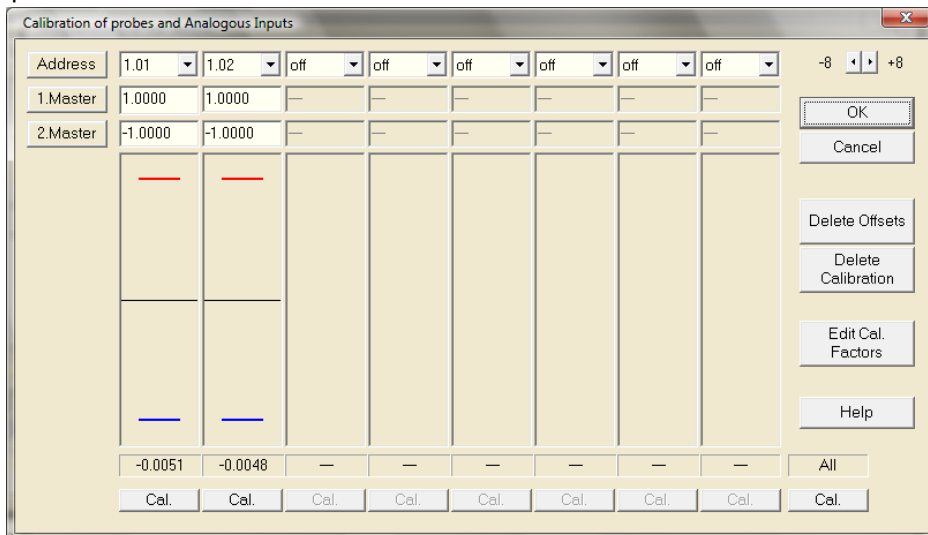 Calibration of probes and Analogous Inputs
x
Address 1.01 1.02 off off off off off off -8 +8
1.Master 1.0000 1.0000 — — — — — —
OK
2.Master -1.0000 -1.0000 — — — — — —
Cancel
Delete Offsets
Delete
Calibration
Edit Cal.
Factors
Help
-0.0051 -0.0048 — — — — — — All
Cal. Cal. Cal. Cal. Cal. Cal. Cal. Cal. Cal.